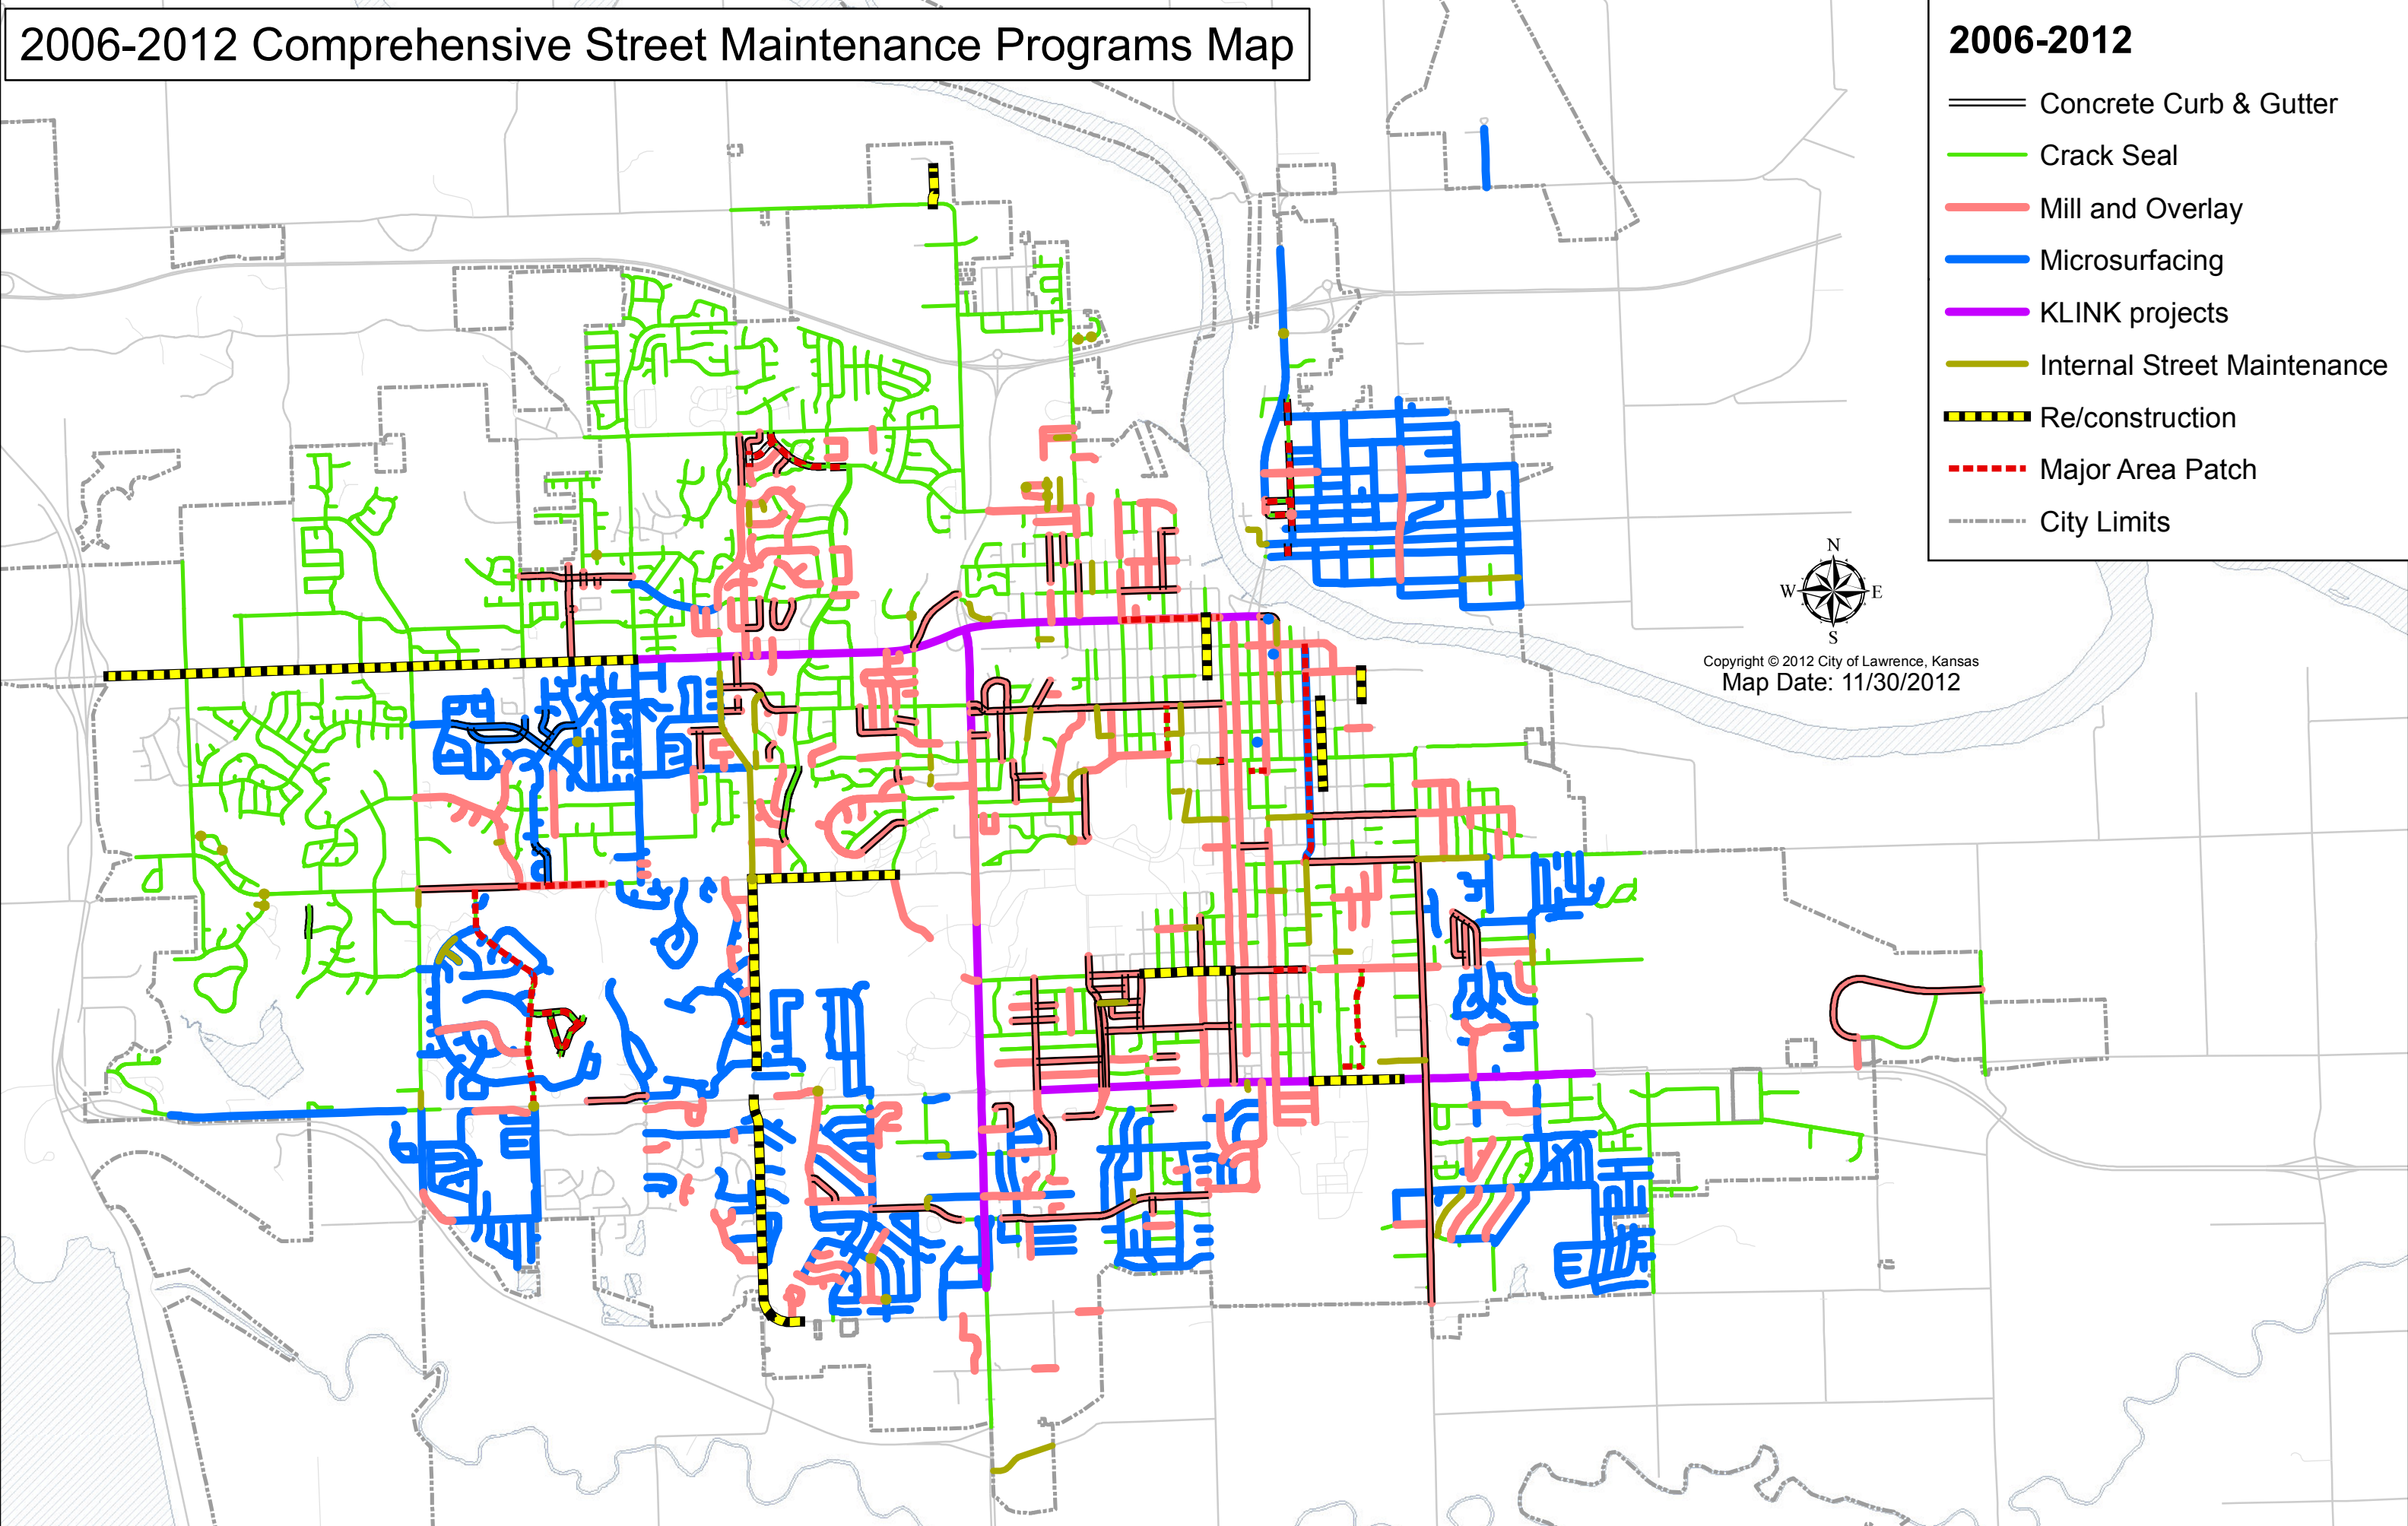 2006-2012 Comprehensive Street Maintenance Programs Map
2006-2012
Concrete Curb & Gutter
Crack Seal
Mill and Overlay
Microsurfacing
KLINK projects
Internal Street Maintenance
Re/construction
Major Area Patch
City Limits
N
W E
S
Copyright © 2012 City of Lawrence, Kansas
Map Date: 11/30/2012